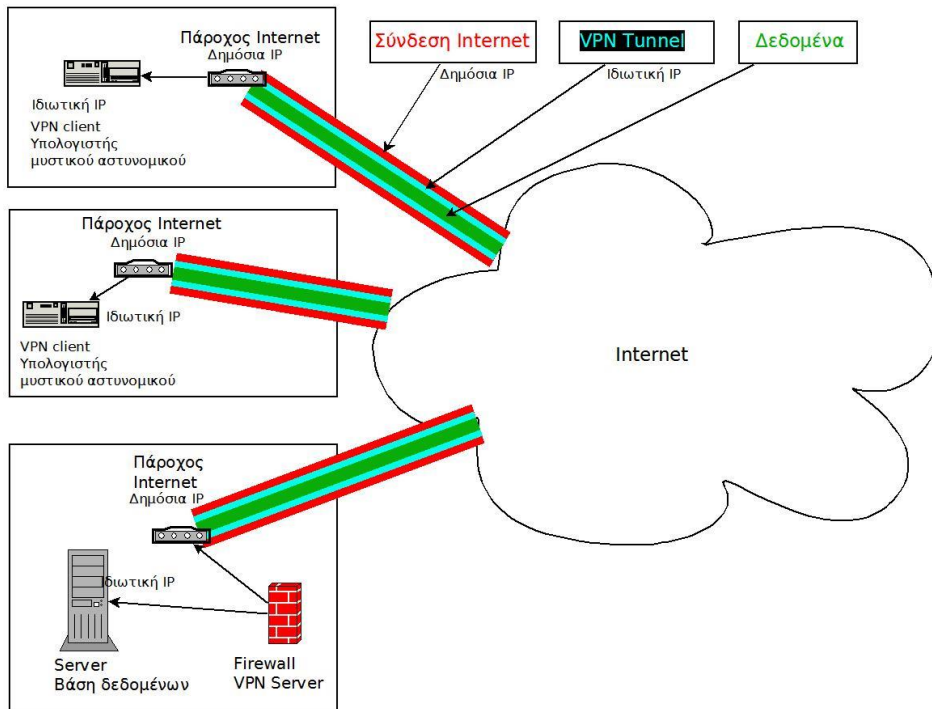 Πάροχος Internet
Δημόσια IP
Ιδιωτική IP
VPN client
Υπολογιστής
μυστικού αστυνομικού
Σύνδεση Internet
Δημόσια IP
VPN Tunnel
Ιδιωτική IP
Δεδομένα
Πάροχος Internet
Δημόσια IP
Ιδιωτική IP
VPN client
Υπολογιστής
μυστικού αστυνομικού
Internet
Πάροχος
Internet
Δημόσια IP
Ιδιωτική IP
Server
Βάση δεδομένων
Firewall
VPN Server